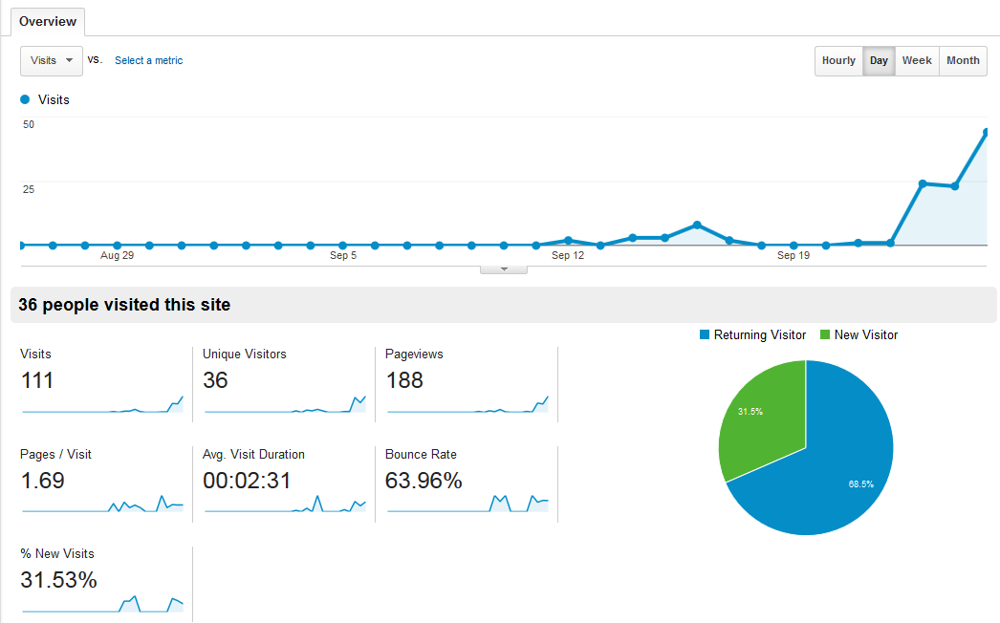 Overview
Visits vs. Select a metric Hourly Day Week Month
Visits
50
25
Aug 29 Sep 5 Sep 12 Sep 19
36 people visited this site
Returning Visitor New Visitor
Visits Unique Visitors Pageviews
111 36 188
31.5%
Pages / Visit Avg. Visit Duration Bounce Rate
1.69 00:02:31 63.96%
68.5%
% New Visits
31.53%